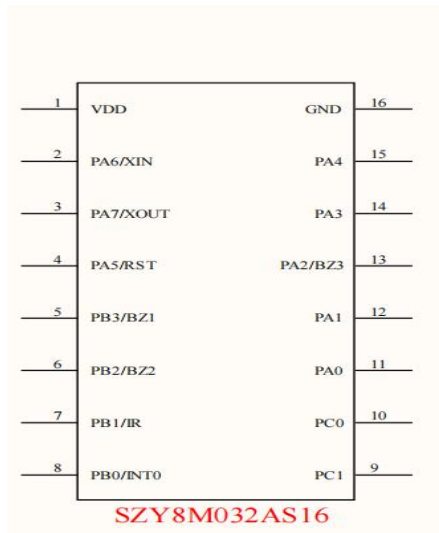 1 VDD GND 16
2 PA6/XIN PA4 15
3 PA7/XOUT PA3 14
4 PA5/RST PA2/BZ3 13
5 PB3/BZ1 PA1 12
6 PB2/BZ2 PA0 11
7 PB1/IR PC0 10
8 PB0/INT0 PC1 9
SZY8M032AS16